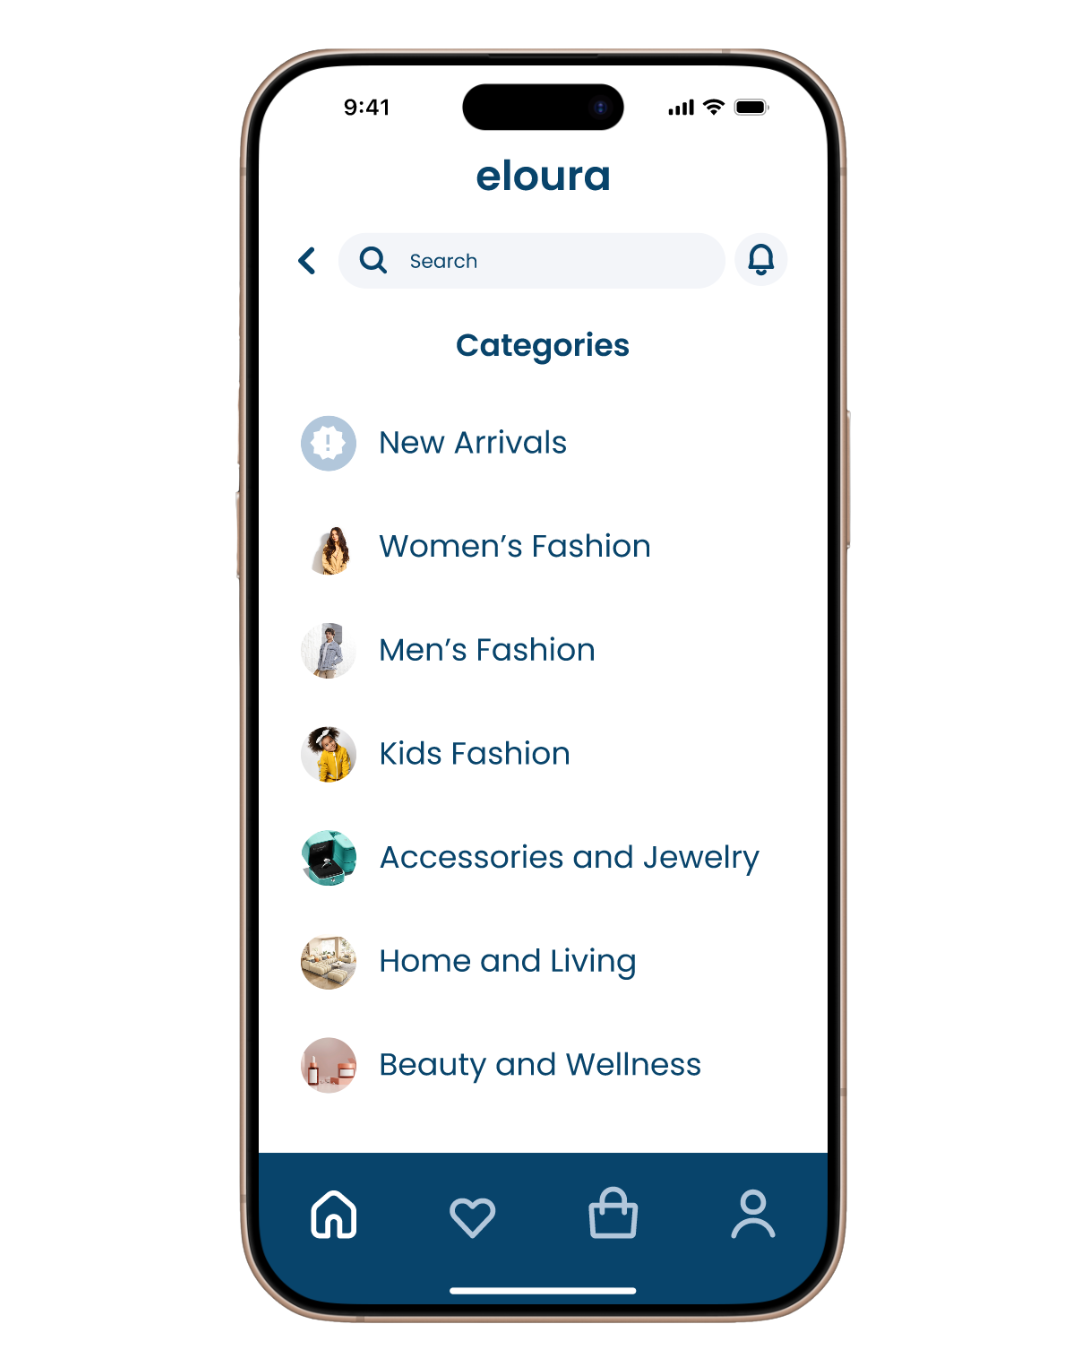 9:41
eloura
Search
Categories
New Arrivals
Women’s Fashion
Men’s Fashion
Kids Fashion
Accessories and Jewelry
Home and Living
Beauty and Wellness